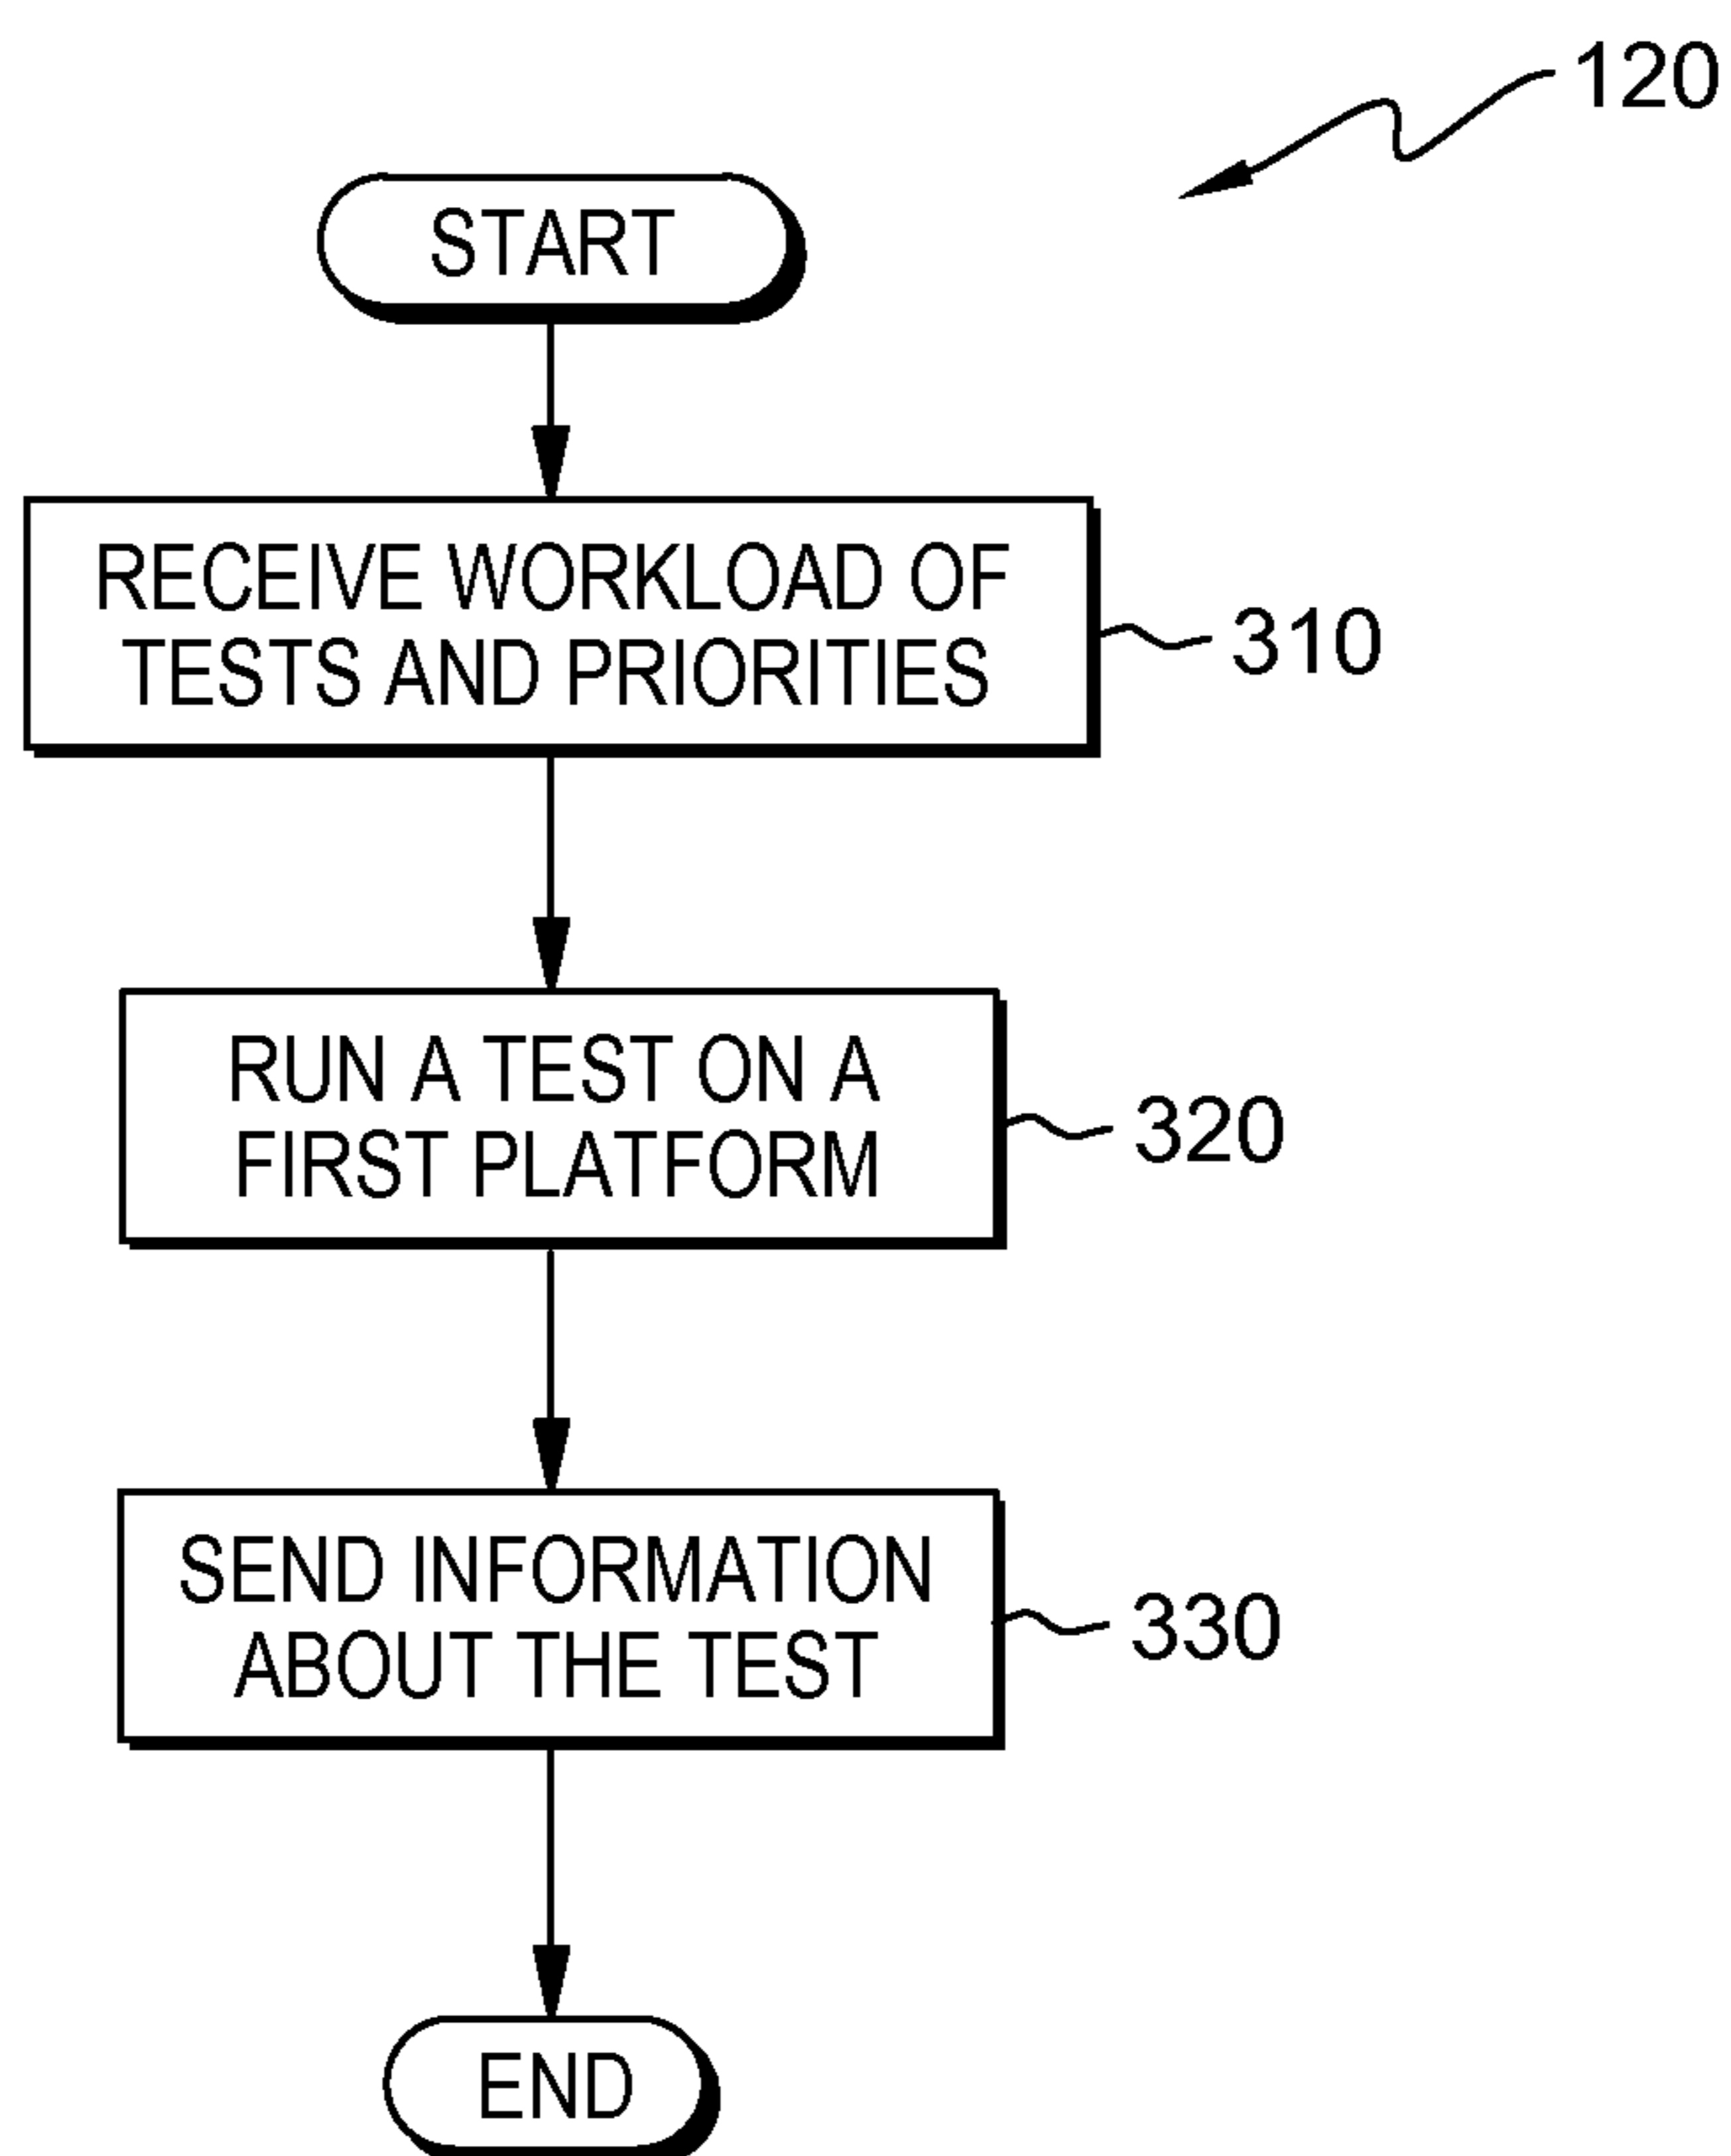 120
START
RECEIVE WORKLOAD OF
TESTS AND PRIORITIES
310
RUN A TEST ON A
FIRST PLATFORM
320
SEND INFORMATION
ABOUT THE TEST
330
END